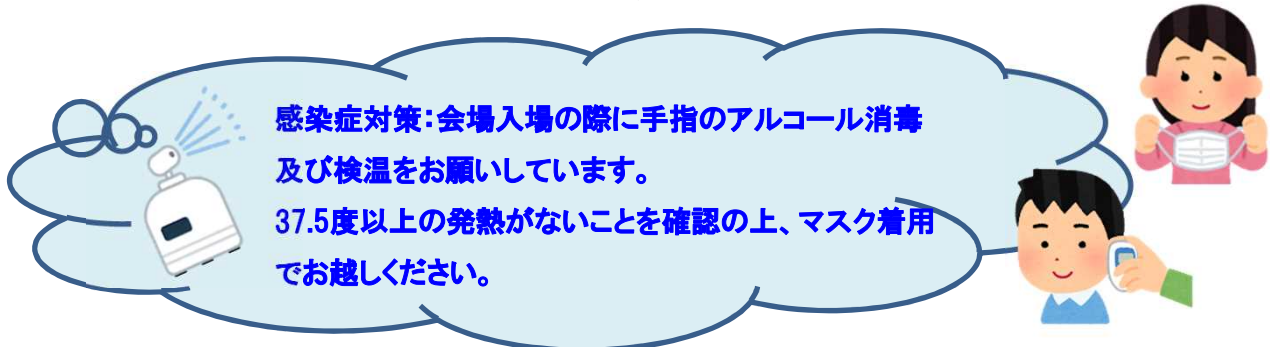 感染症対策：会場入場の際に手指のアルコール消毒
及び検温をお願いしています。
37.5度以上の発熱がないことを確認の上、マスク着用
でお越しください。